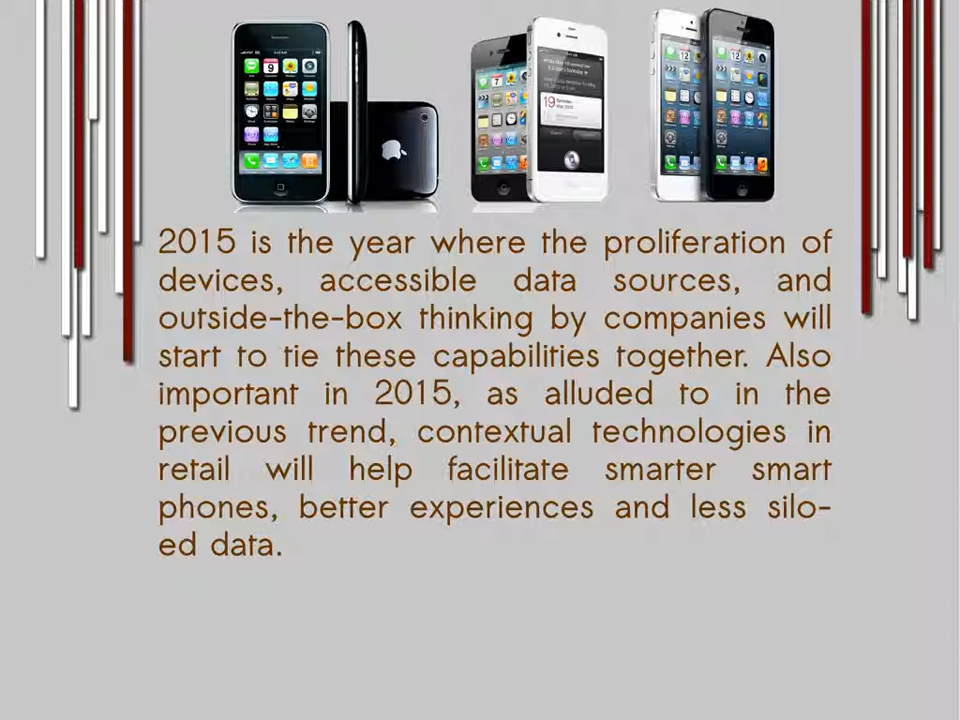 2015 is the year where the proliferation of
devices, accessible data sources, and
outside-the-box thinking by companies will
start to tie these capabilities together. Also
important in 2015, as alluded to in the
previous trend, contextual technologies in
retail will help facilitate smarter smart
phones, better experiences and less silo-
ed data.